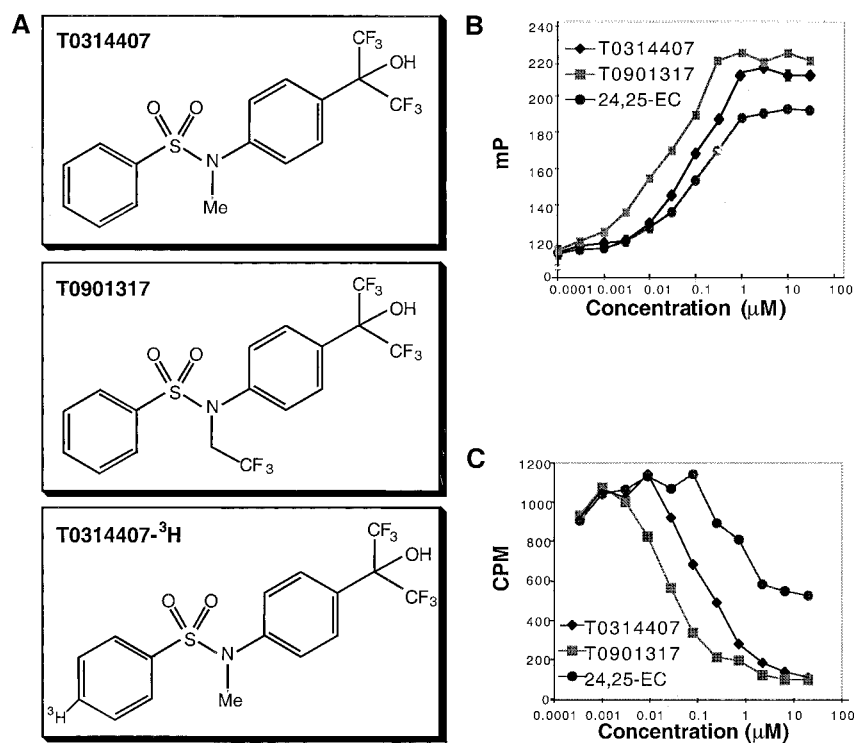 A
T0314407
CF₃
OH
CF₃
O O
S
N
Me
T0901317
CF₃
OH
CF₃
O O
S
N
CF₃
T0314407-³H
CF₃
OH
CF₃
O O
S
N
³H
Me
B
240
220
200
180
160
140
120
0
mP
T0314407
T0901317
24,25-EC
0.0001 0.001 0.01 0.1 1 10 100
Concentration (μM)
C
1200
1000
800
600
400
200
0
CPM
T0314407
T0901317
24,25-EC
0.0001 0.001 0.01 0.1 1 10 100
Concentration (μM)